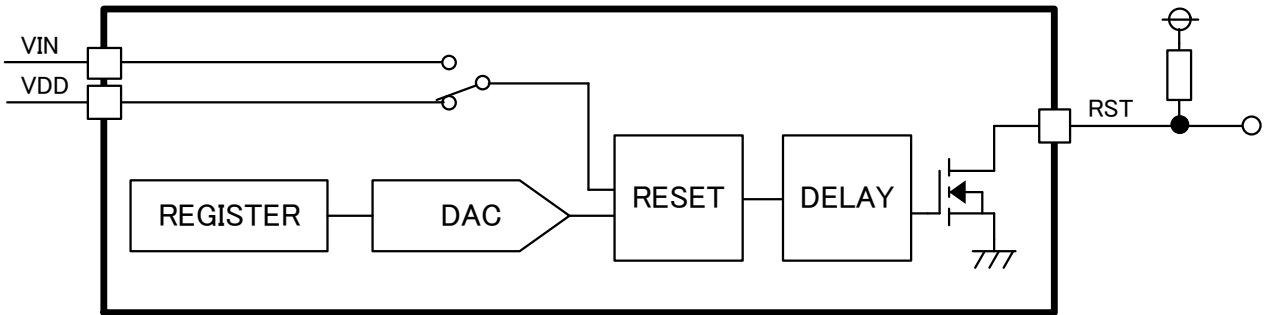 VIN
VDD
RST
REGISTER
DAC
RESET
DELAY